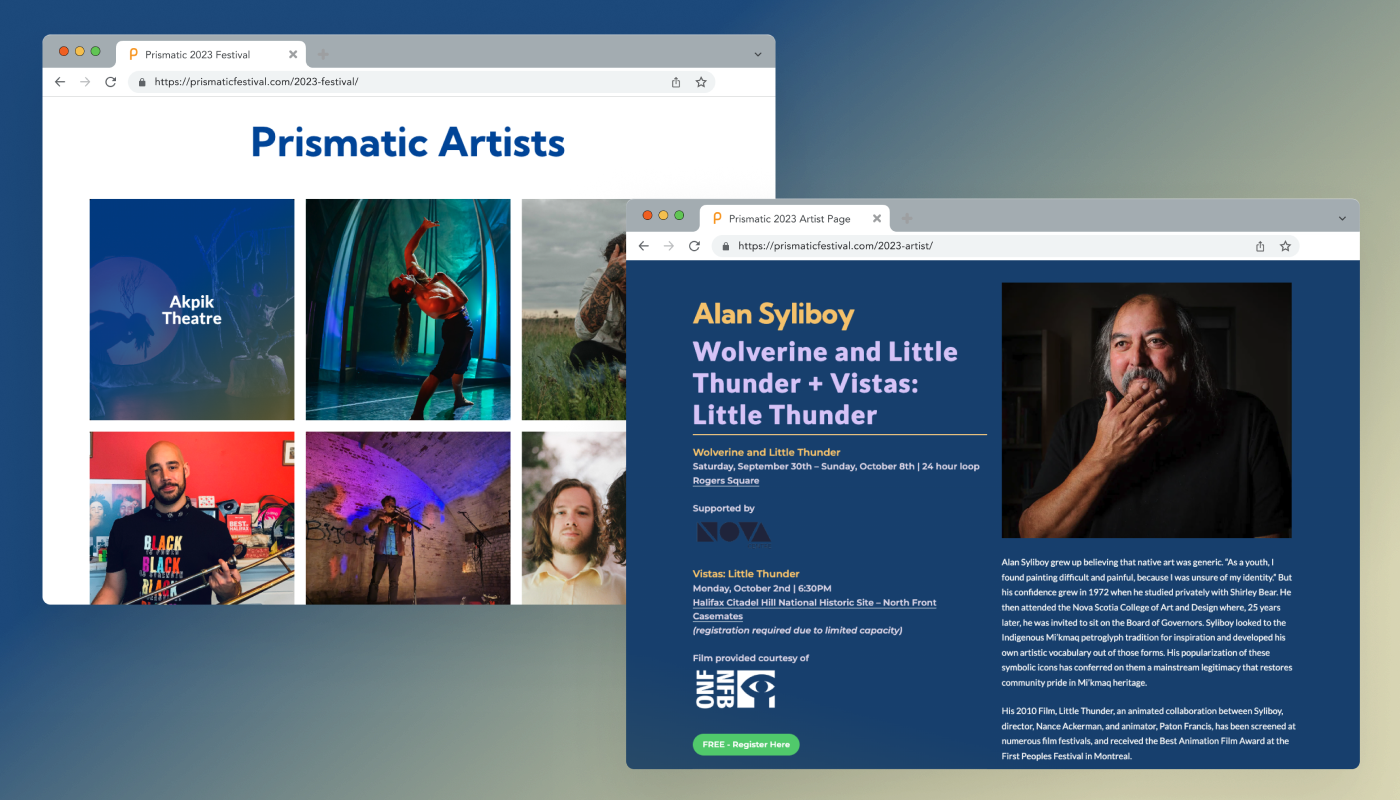 Prismatic 2023 Festival
https://prismaticfestival.com/2023-festival/
Prismatic Artists
Akpik
Theatre
BEST OF
HALIFAX
BLACK
BLACK
BLACK
BLACK
Prismatic 2023 Artist Page
https://prismaticfestival.com/2023-artist/
Alan Syliboy
Wolverine and Little
Thunder + Vistas:
Little Thunder
Wolverine and Little Thunder
Saturday, September 30th – Sunday, October 8th | 24 hour loop
Rogers Square
Supported by
NOVA
Vistas: Little Thunder
Monday, October 2nd | 6:30PM
Halifax Citadel Hill National Historic Site – North Front
Casemates
(registration required due to limited capacity)
Film provided courtesy of
ONF
NFB
FREE - Register Here
Alan Syliboy grew up believing that native art was generic. "As a youth, I
found painting difficult and painful, because I was unsure of my identity." But
his confidence grew in 1972 when he studied privately with Shirley Bear. He
then attended the Nova Scotia College of Art and Design where, 25 years
later, he was invited to sit on the Board of Governors. Syliboy looked to the
Indigenous Mi'kmaq petroglyph tradition for inspiration and developed his
own artistic vocabulary out of those forms. His popularization of these
symbolic icons has conferred on them a mainstream legitimacy that restores
community pride in Mi'kmaq heritage.
His 2010 Film, Little Thunder, an animated collaboration between Syliboy,
director, Nance Ackerman, and animator, Paton Francis, has been screened at
numerous film festivals, and received the Best Animation Film Award at the
First Peoples Festival in Montreal.